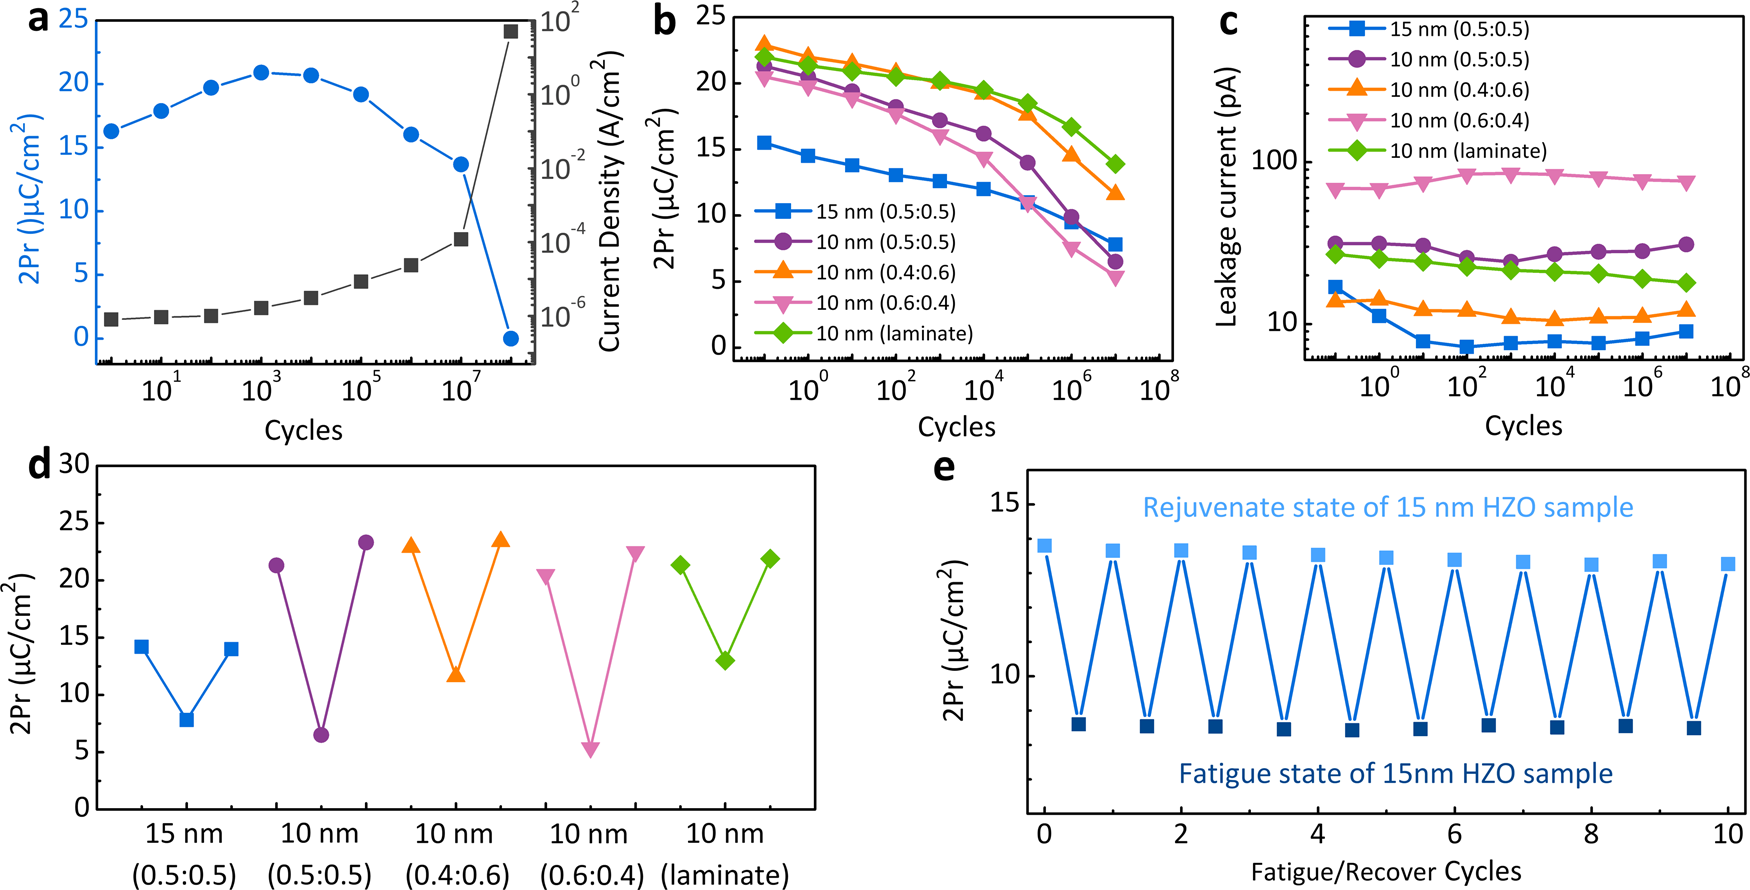 a
25
20
15
10
5
0
2Pr ()μC/cm²)
10²
10⁰
10⁻²
10⁻⁴
10⁻⁶
Current Density (A/cm²)
10¹ 10³ 10⁵ 10⁷
Cycles
b
25
20
15
10
5
0
2Pr (μC/cm²)
15 nm (0.5:0.5)
10 nm (0.5:0.5)
10 nm (0.4:0.6)
10 nm (0.6:0.4)
10 nm (laminate)
10⁰ 10² 10⁴ 10⁶ 10⁸
Cycles
c
15 nm (0.5:0.5)
10 nm (0.5:0.5)
10 nm (0.4:0.6)
10 nm (0.6:0.4)
10 nm (laminate)
100
10
Leakage current (pA)
10⁰ 10² 10⁴ 10⁶ 10⁸
Cycles
d
30
25
20
15
10
5
0
2Pr (μC/cm²)
15 nm 10 nm 10 nm 10 nm 10 nm
(0.5:0.5) (0.5:0.5) (0.4:0.6) (0.6:0.4) (laminate)
e
15
10
2Pr (μC/cm²)
Rejuvenate state of 15 nm HZO sample
Fatigue state of 15nm HZO sample
0 2 4 6 8 10
Fatigue/Recover Cycles